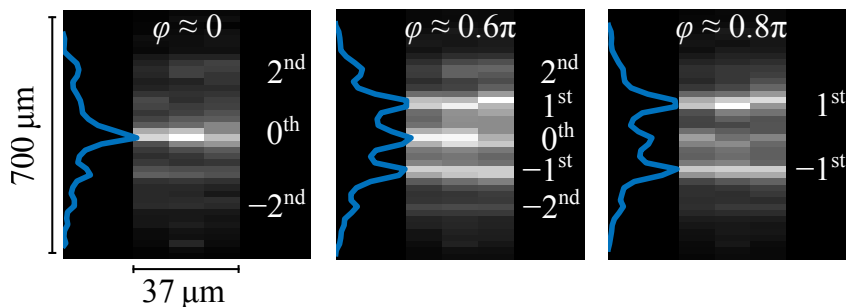 φ ≈ 0
2nd
0th
−2nd
700 μm
37 μm
φ ≈ 0.6π
2nd
1st
0th
−1st
−2nd
φ ≈ 0.8π
1st
−1st